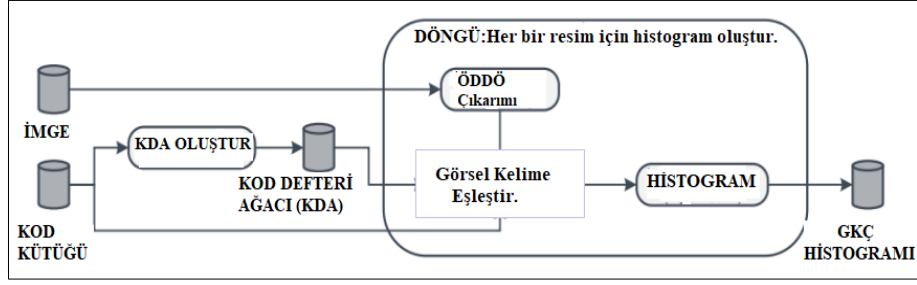 DÖNGÜ:Her bir resim için histogram oluştur.
ÖDDÖ
Çıkarımı
İMGE
KDA OLUŞTUR
KOD DEFTERİ
AĞACI (KDA)
Görsel Kelime
Eşleştir.
HİSTOGRAM
KOD
KÜTÜĞÜ
GKÇ
HİSTOGRAMI